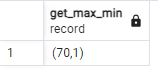 get_max_min
record
1
(70,1)